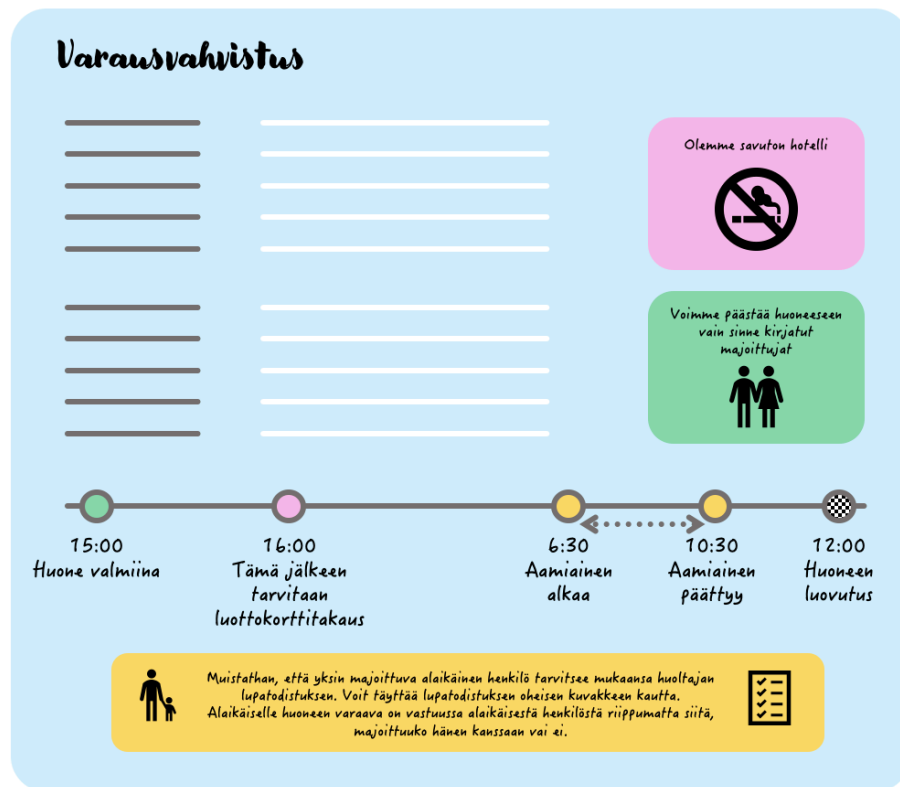 Varausvahvistus
Olemme savuton hotelli
Voimme päästää huoneeseen
vain sinne kirjatut
majoittujat
15:00
Huone valmiina
16:00
Tämä jälkeen
tarvitaan
luottokorttitakaus
6:30
Aamiainen
alkaa
10:30
Aamiainen
päättyy
12:00
Huoneen
luovutus
Muistathan, että yksin majoittuva alaikäinen henkilö tarvitsee mukaansa huoltajan
lupatodistuksen. Voit täyttää lupatodistuksen oheisen kuvakkeen kautta.
Alaikäiselle huoneen varaava on vastuussa alaikäisestä henkilöstä riippumatta siitä,
majoittuuko hänen kanssaan vai ei.